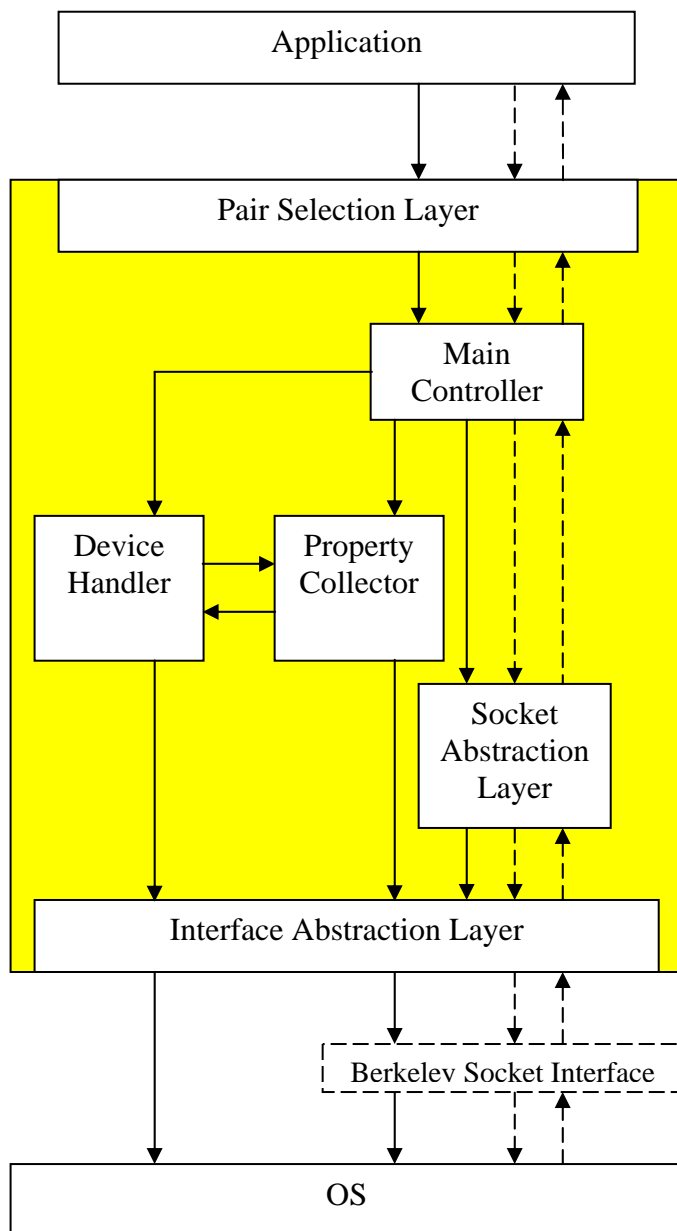 Application
Pair Selection Layer
Main
Controller
Device
Handler
Property
Collector
Socket
Abstraction
Layer
Interface Abstraction Layer
Berkelev Socket Interface
OS